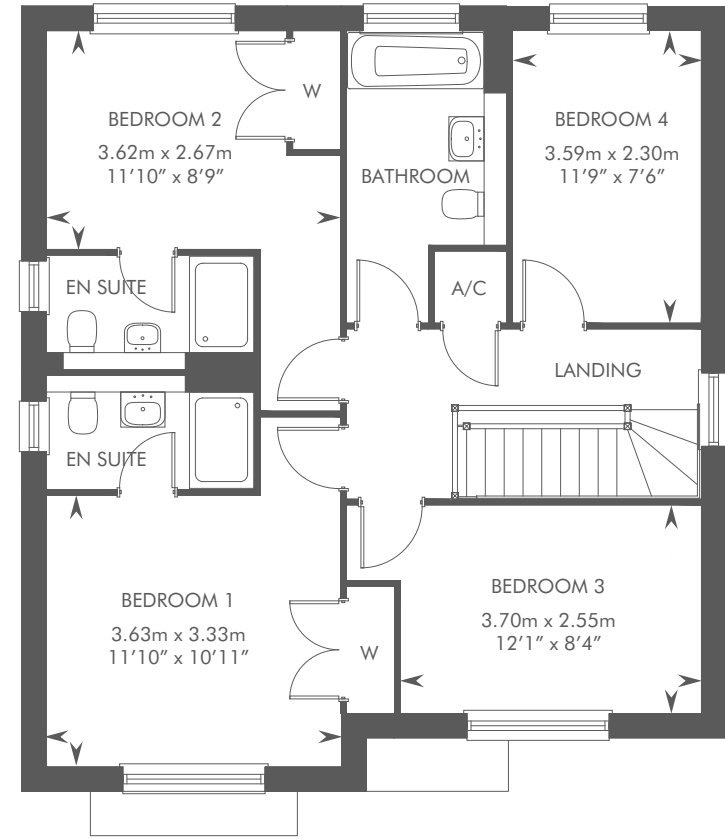 W
BEDROOM 2
3.62m x 2.67m
11’10” x 8’9”
BATHROOM
BEDROOM 4
3.59m x 2.30m
11’9” x 7’6”
EN SUITE
A/C
LANDING
EN SUITE
BEDROOM 1
3.63m x 3.33m
11’10” x 10’11”
W
BEDROOM 3
3.70m x 2.55m
12’1” x 8’4”